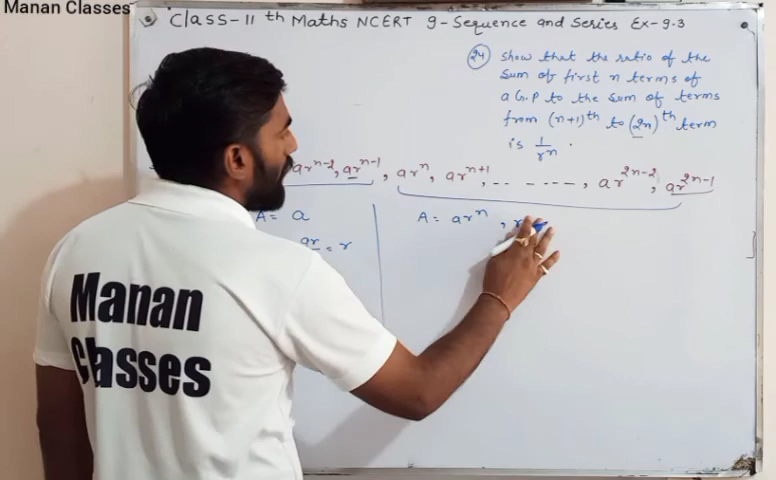 Manan Classes
Class-11th Maths NCERT 9-Sequence and Series Ex-9.3
24 Show that the ratio of the
sum of first n terms of
a G.P to the sum of terms
from (n+1)th to (2n)th term
is 1/r^n .
ar^n-2, ar^n-1, ar^n, ar^n+1, -- - - - -, ar^2n-2, ar^2n-1
A = a
A = ar^n , r
ar = r
Manan
Classes